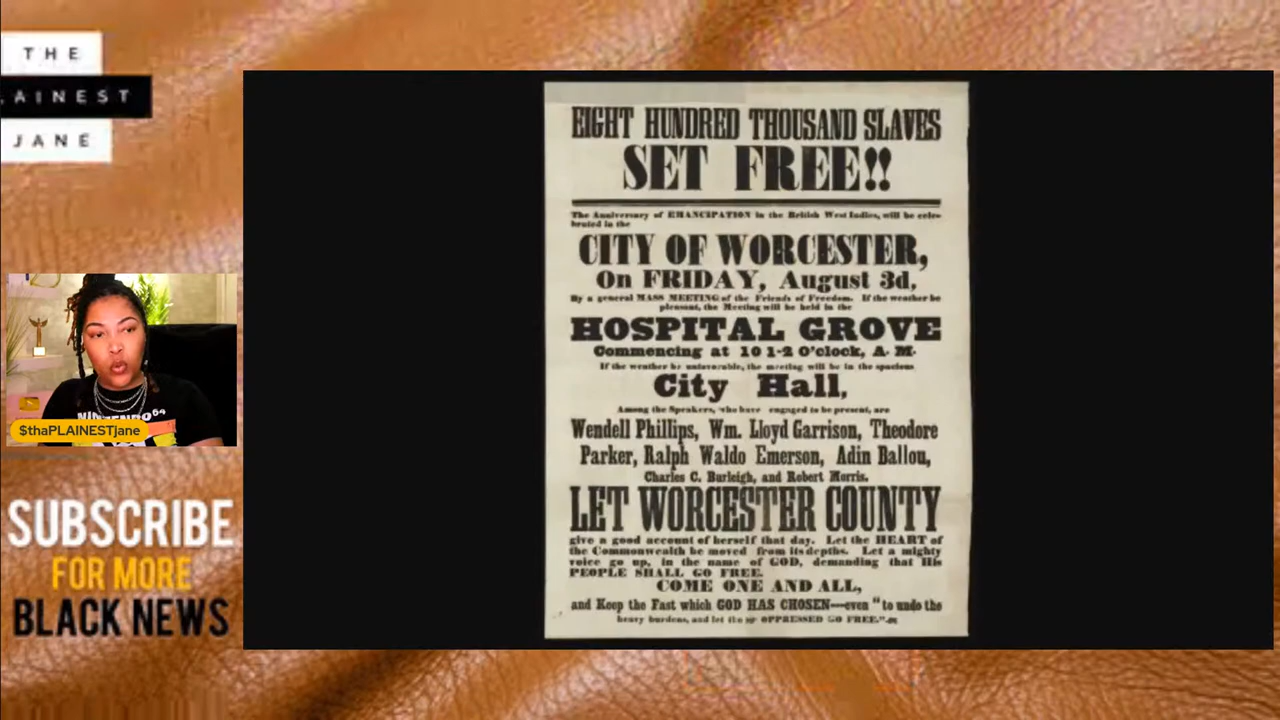 THE
LAINEST
JANE
$thaPLAINESTjane
NINTENDO 64
SUBSCRIBE
FOR MORE
BLACK NEWS
EIGHT HUNDRED THOUSAND SLAVES
SET FREE!!
The Anniversary of EMANCIPATION in the British West Indies, will be cele-
brated in the
CITY OF WORCESTER,
On FRIDAY, August 3d,
By a general MASS MEETING of the Friends of Freedom. If the weather be
pleasant, the Meeting will be held in the
HOSPITAL GROVE
Commencing at 10 1-2 O'clock, A. M.
If the weather be unfavorable, the meeting will be in the spacious
City Hall,
Among the Speakers, who have engaged to be present, are
Wendell Phillips, Wm. Lloyd Garrison, Theodore
Parker, Ralph Waldo Emerson, Adin Ballou,
Charles C. Burleigh, and Robert Morris.
LET WORCESTER COUNTY
give a good account of herself that day. Let the HEART of
the Commonwealth be moved from its depths. Let a mighty
voice go up, in the name of GOD, demanding that His
PEOPLE SHALL GO FREE.
COME ONE AND ALL,
and Keep the Fast which GOD HAS CHOSEN—even "to undo the
heavy burdens, and let the OPPRESSED GO FREE."